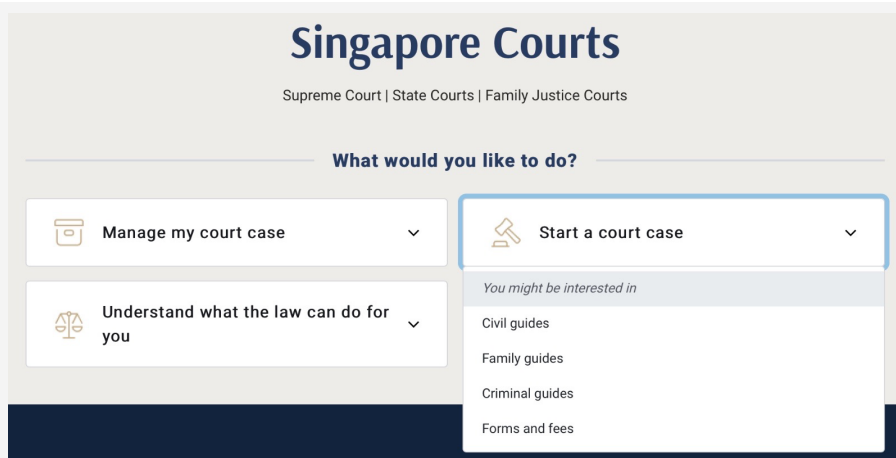 Singapore Courts
Supreme Court | State Courts | Family Justice Courts
What would you like to do?
Manage my court case
Start a court case
You might be interested in
Civil guides
Family guides
Criminal guides
Forms and fees
Understand what the law can do for
you